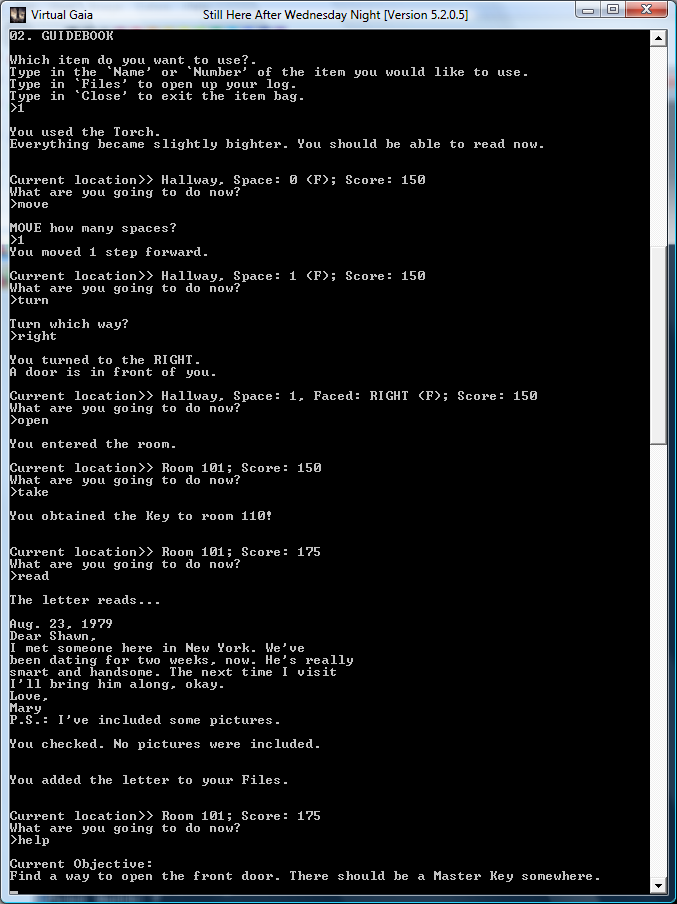 Virtual Gaia
Still Here After Wednesday Night [Version 5.2.0.5]
02. GUIDEBOOK
Which item do you want to use?.
Type in the `Name' or `Number' of the item you would like to use.
Type in `Files' to open up your log.
Type in `Close' to exit the item bag.
>1
You used the Torch.
Everything became slightly bighter. You should be able to read now.
Current location>> Hallway, Space: 0 (F); Score: 150
What are you going to do now?
>move
MOVE how many spaces?
>1
You moved 1 step forward.
Current location>> Hallway, Space: 1 (F); Score: 150
What are you going to do now?
>turn
Turn which way?
>right
You turned to the RIGHT.
A door is in front of you.
Current location>> Hallway, Space: 1, Faced: RIGHT (F); Score: 150
What are you going to do now?
>open
You entered the room.
Current location>> Room 101; Score: 150
What are you going to do now?
>take
You obtained the Key to room 110!
Current location>> Room 101; Score: 175
What are you going to do now?
>read
The letter reads...
Aug. 23, 1979
Dear Shawn,
I met someone here in New York. We've
been dating for two weeks, now. He's really
smart and handsome. The next time I visit
I'll bring him along, okay.
Love,
Mary
P.S.: I've included some pictures.
You checked. No pictures were included.
You added the letter to your Files.
Current location>> Room 101; Score: 175
What are you going to do now?
>help
Current Objective:
Find a way to open the front door. There should be a Master Key somewhere.